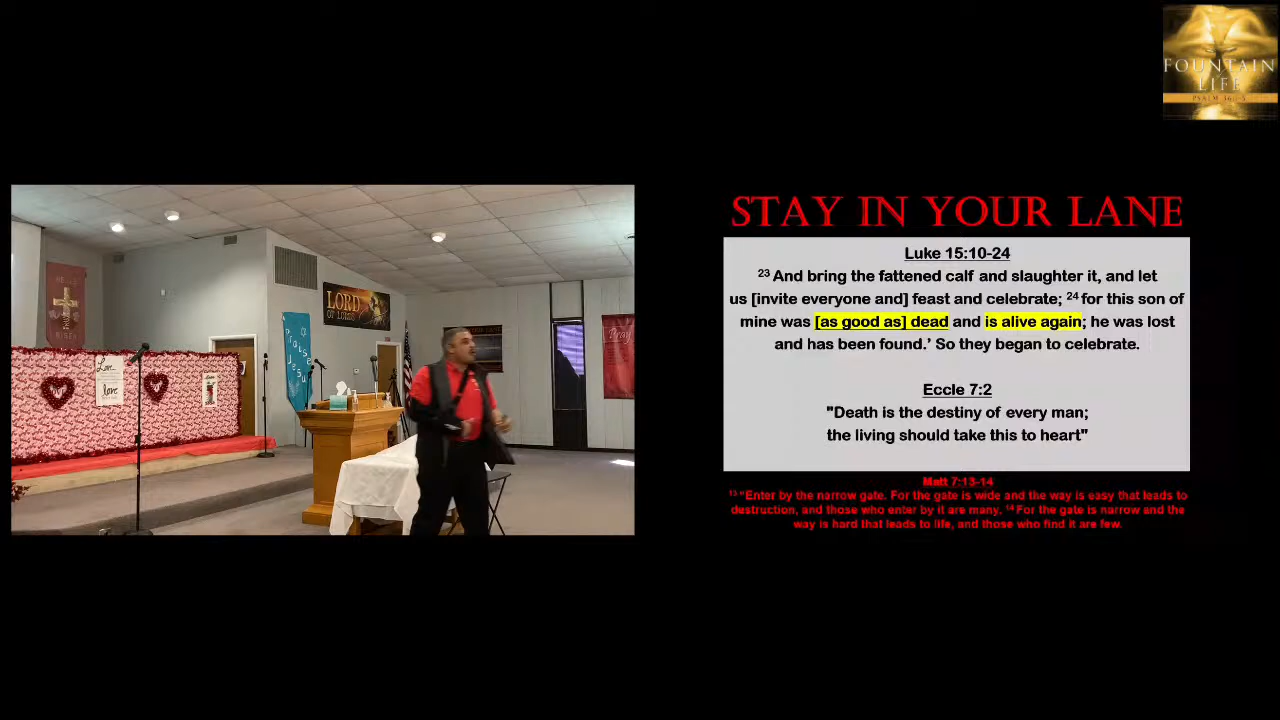 FOUNTAIN
LIFE
LORD
OF LORDS
Praise
Jesus
Pray
Love
love
STAY IN YOUR LANE
Luke 15:10-24
23 And bring the fattened calf and slaughter it, and let
us [invite everyone and] feast and celebrate; 24 for this son of
mine was [as good as] dead and is alive again; he was lost
and has been found.’ So they began to celebrate.
Eccle 7:2
"Death is the destiny of every man;
the living should take this to heart"
Matt 7:13-14
13 “Enter by the narrow gate. For the gate is wide and the way is easy that leads to
destruction, and those who enter by it are many. 14 For the gate is narrow and the
way is hard that leads to life, and those who find it are few.